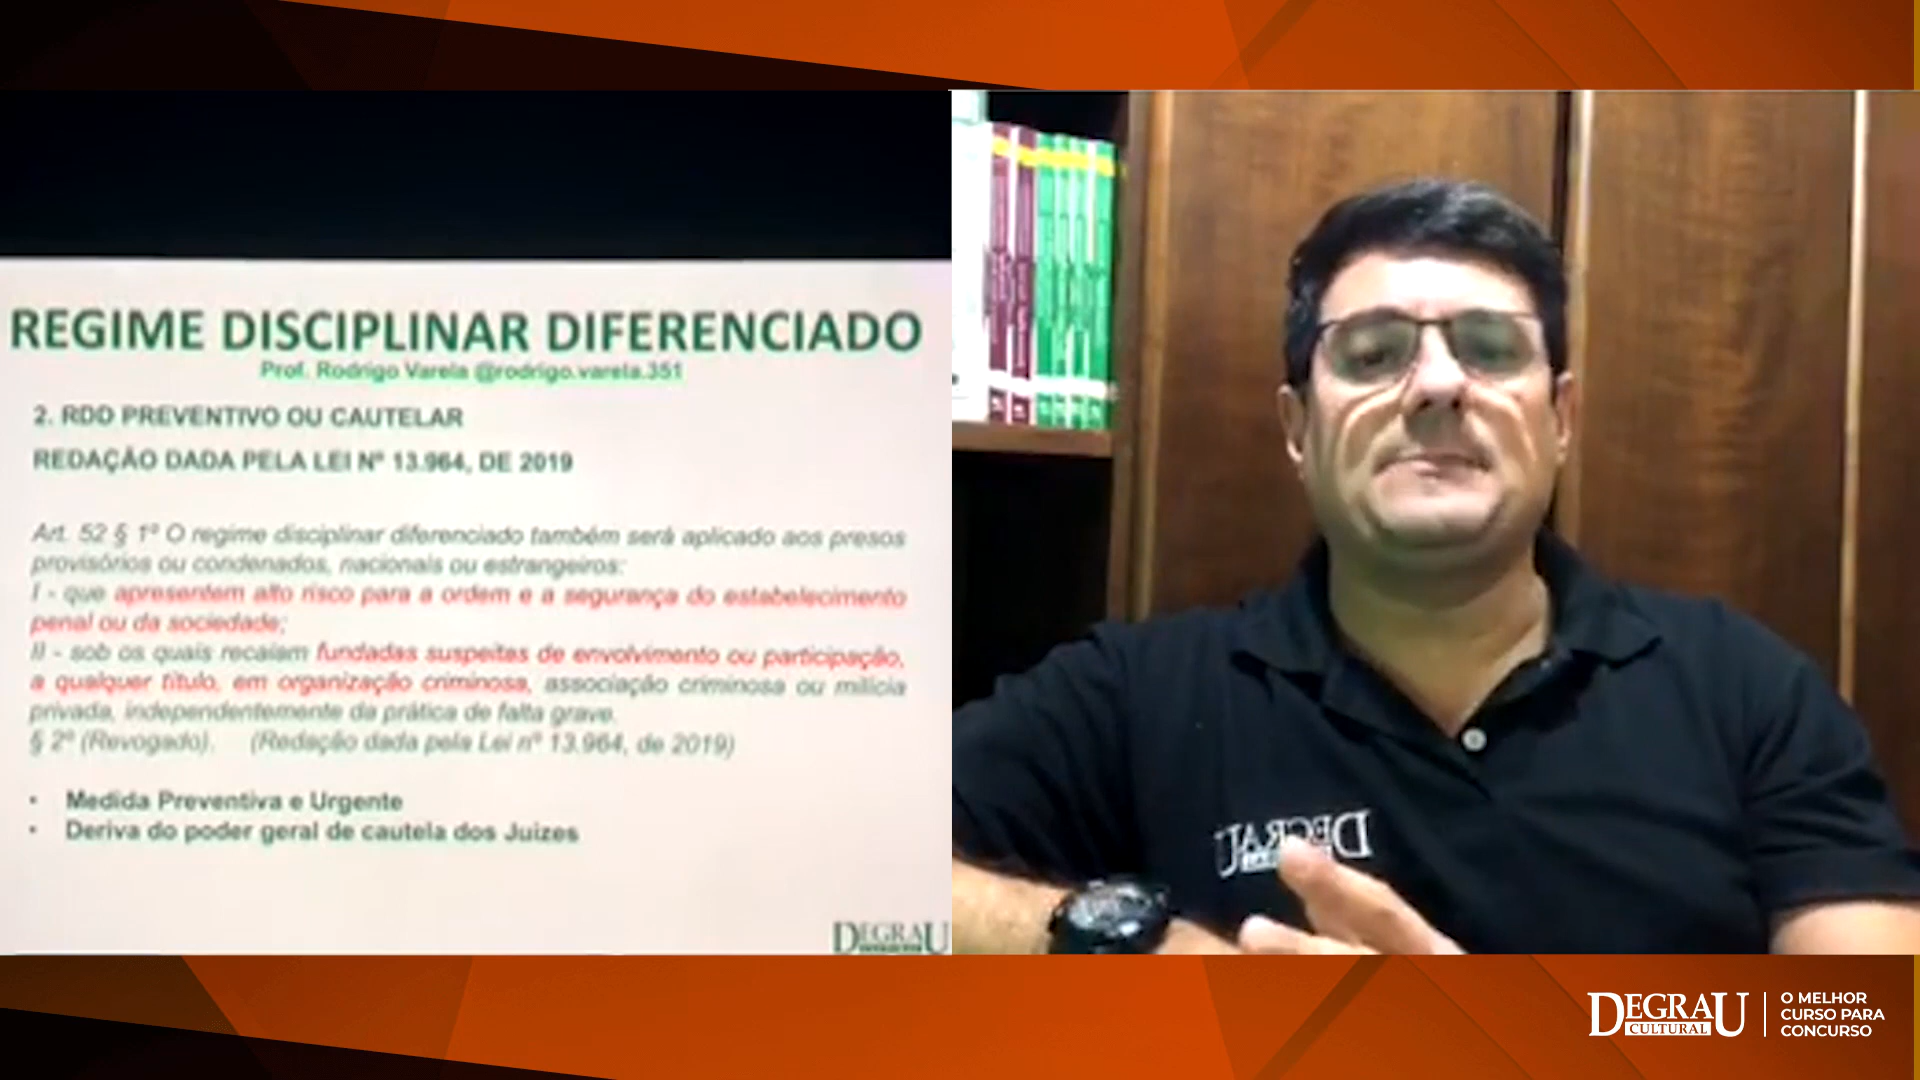 REGIME DISCIPLINAR DIFERENCIADO
Prof. Rodrigo Varela @rodrigo.varela.351
2. RDD PREVENTIVO OU CAUTELAR
REDAÇÃO DADA PELA LEI Nº 13.964, DE 2019
Art. 52 § 1º O regime disciplinar diferenciado também será aplicado aos presos
provisórios ou condenados, nacionais ou estrangeiros:
I - que apresentem alto risco para a ordem e a segurança do estabelecimento
penal ou da sociedade;
II - sob os quais recaiam fundadas suspeitas de envolvimento ou participação,
a qualquer título, em organização criminosa, associação criminosa ou milícia
privada, independentemente da prática de falta grave.
§ 2º (Revogado). (Redação dada pela Lei nº 13.964, de 2019)
• Medida Preventiva e Urgente
• Deriva do poder geral de cautela dos Juizes
DEGRAU
DEGRAU
DEGRAU
CULTURAL
O MELHOR
CURSO PARA
CONCURSO